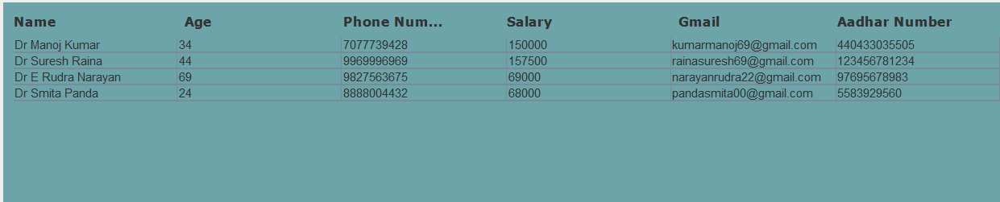 Name Age Phone Num... Salary Gmail Aadhar Number
Dr Manoj Kumar 34 7077739428 150000 kumarmanoj69@gmail.com 440433035505
Dr Suresh Raina 44 9969996969 157500 rainasuresh69@gmail.com 123456781234
Dr E Rudra Narayan 69 9827563675 69000 narayanrudra22@gmail.com 97695678983
Dr Smita Panda 24 8888004432 68000 pandasmita00@gmail.com 5583929560